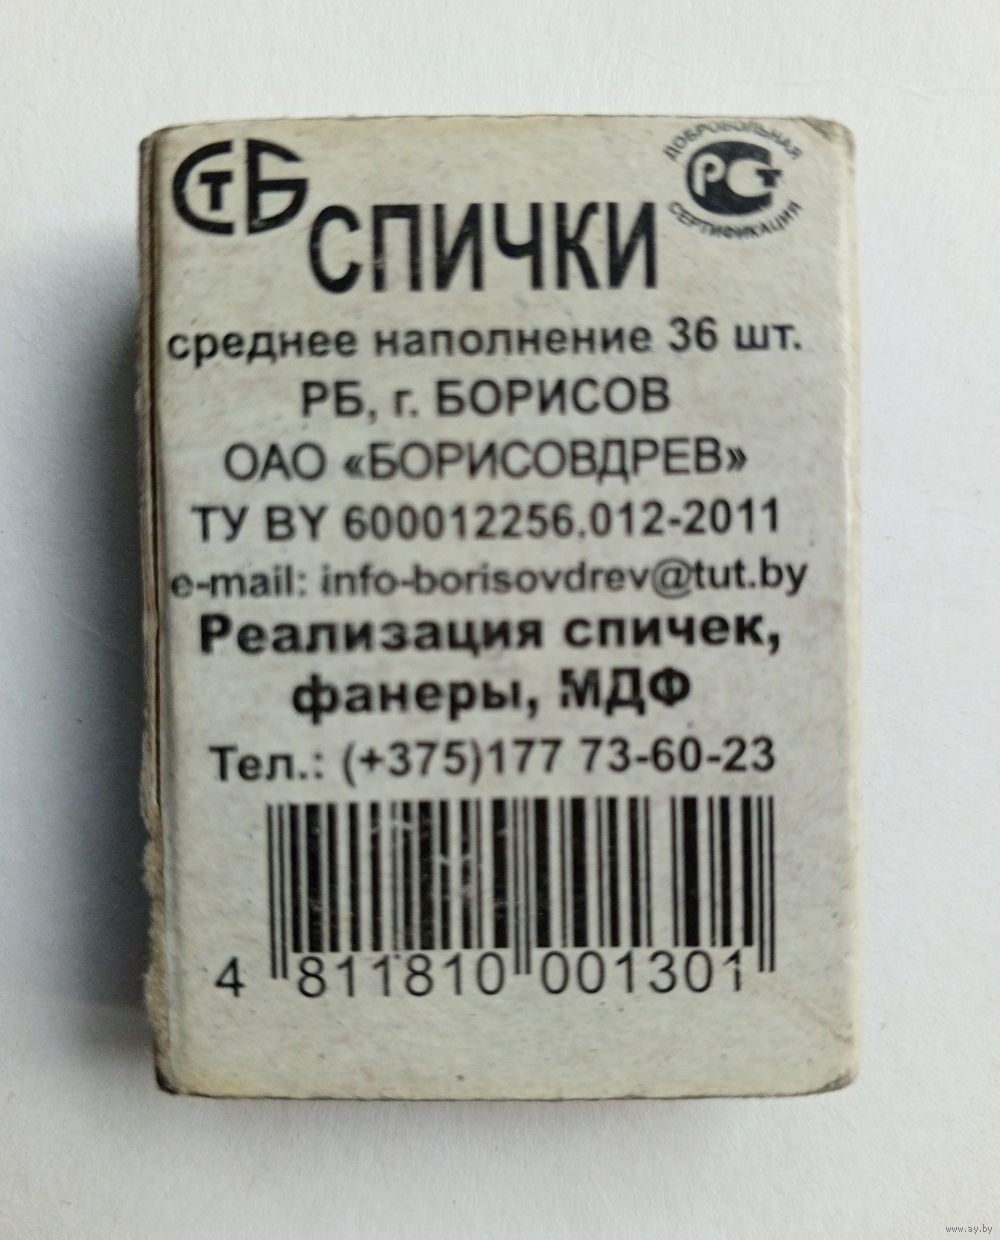 СТБ
ДОБРОВОЛЬНАЯ
РСТ
СЕРТИФИКАЦИЯ
СПИЧКИ
среднее наполнение 36 шт.
РБ, г. БОРИСОВ
ОАО «БОРИСОВДРЕВ»
ТУ BY 600012256.012-2011
e-mail: info-borisovdrev@tut.by
Реализация спичек,
фанеры, МДФ
Тел.: (+375)177 73-60-23
4 811810 001301
www.ay.by